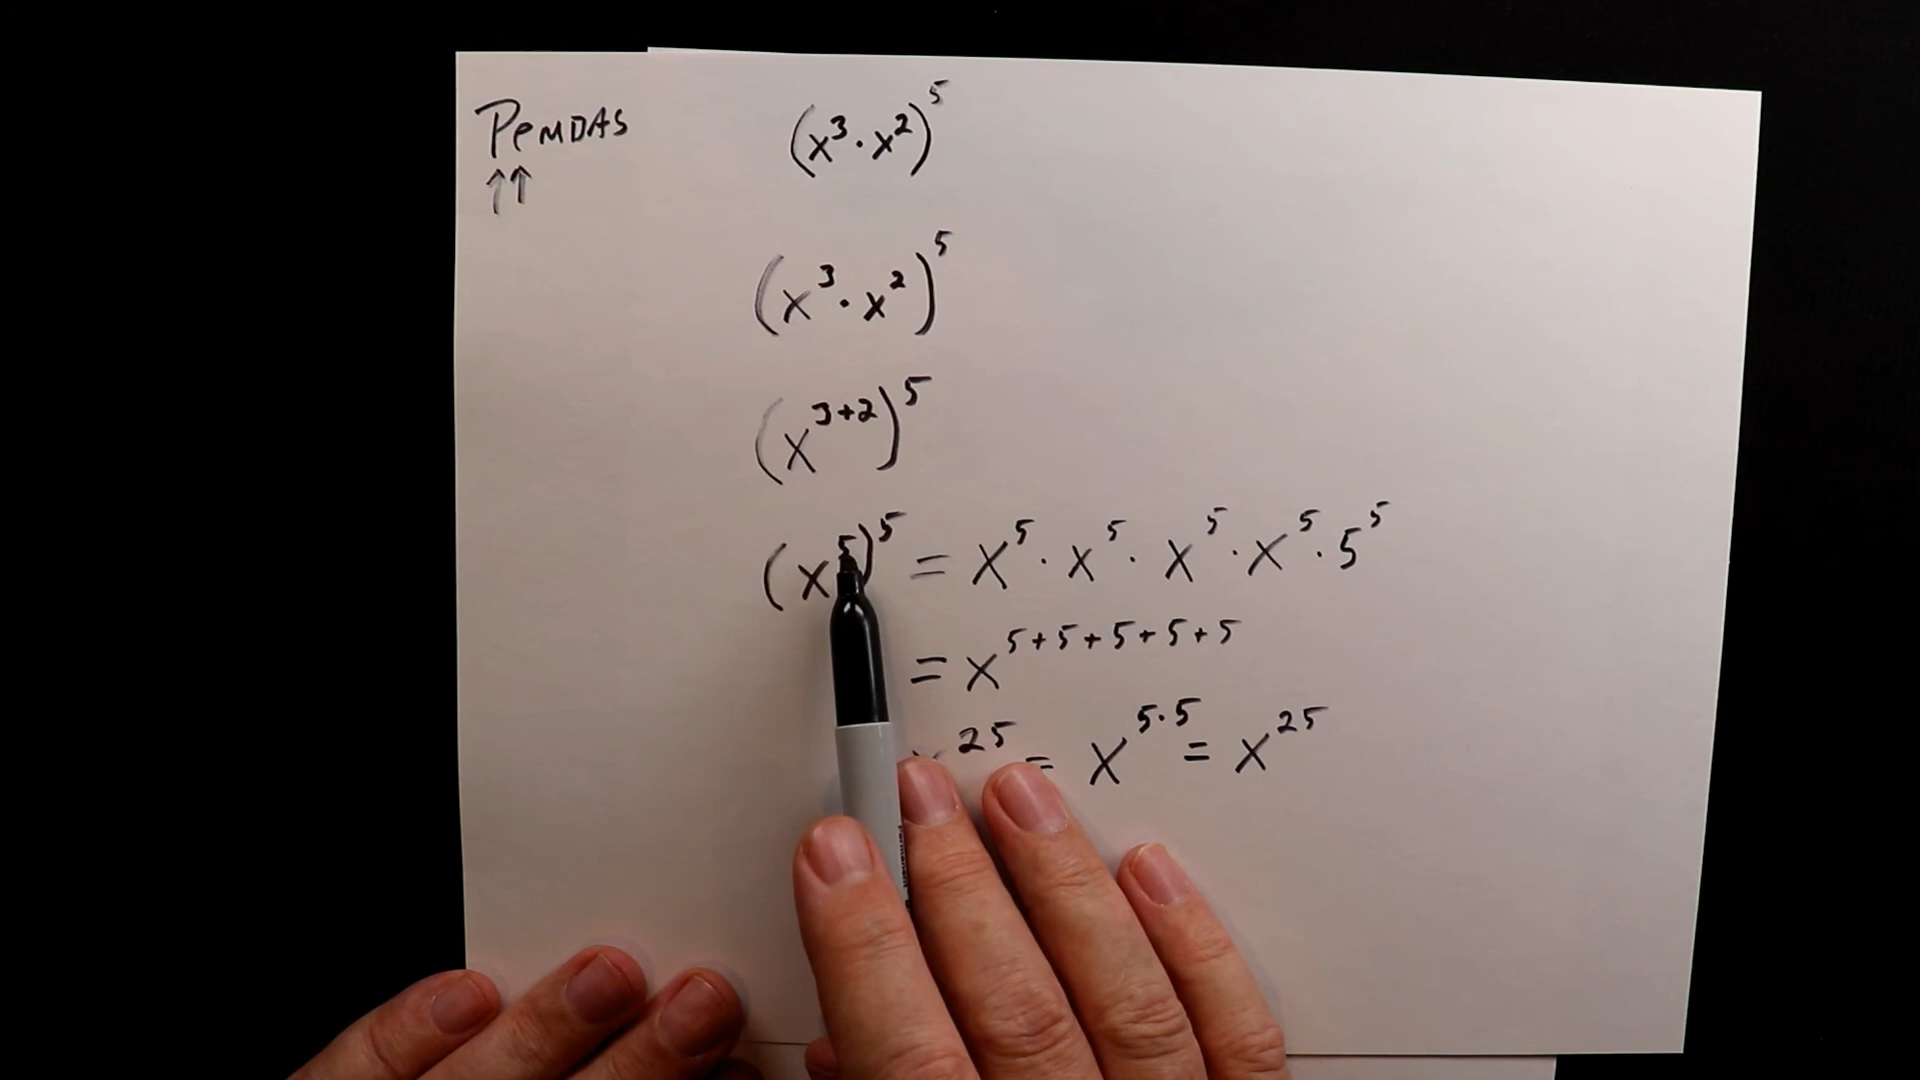 PemDAS
↑↑
(x³·x²)⁵
(x³·x²)⁵
(x³⁺²)⁵
(x⁵)⁵ = x⁵·x⁵·x⁵·x⁵·5⁵
= x⁵⁺⁵⁺⁵⁺⁵⁺⁵
²⁵ = x⁵·⁵ = x²⁵